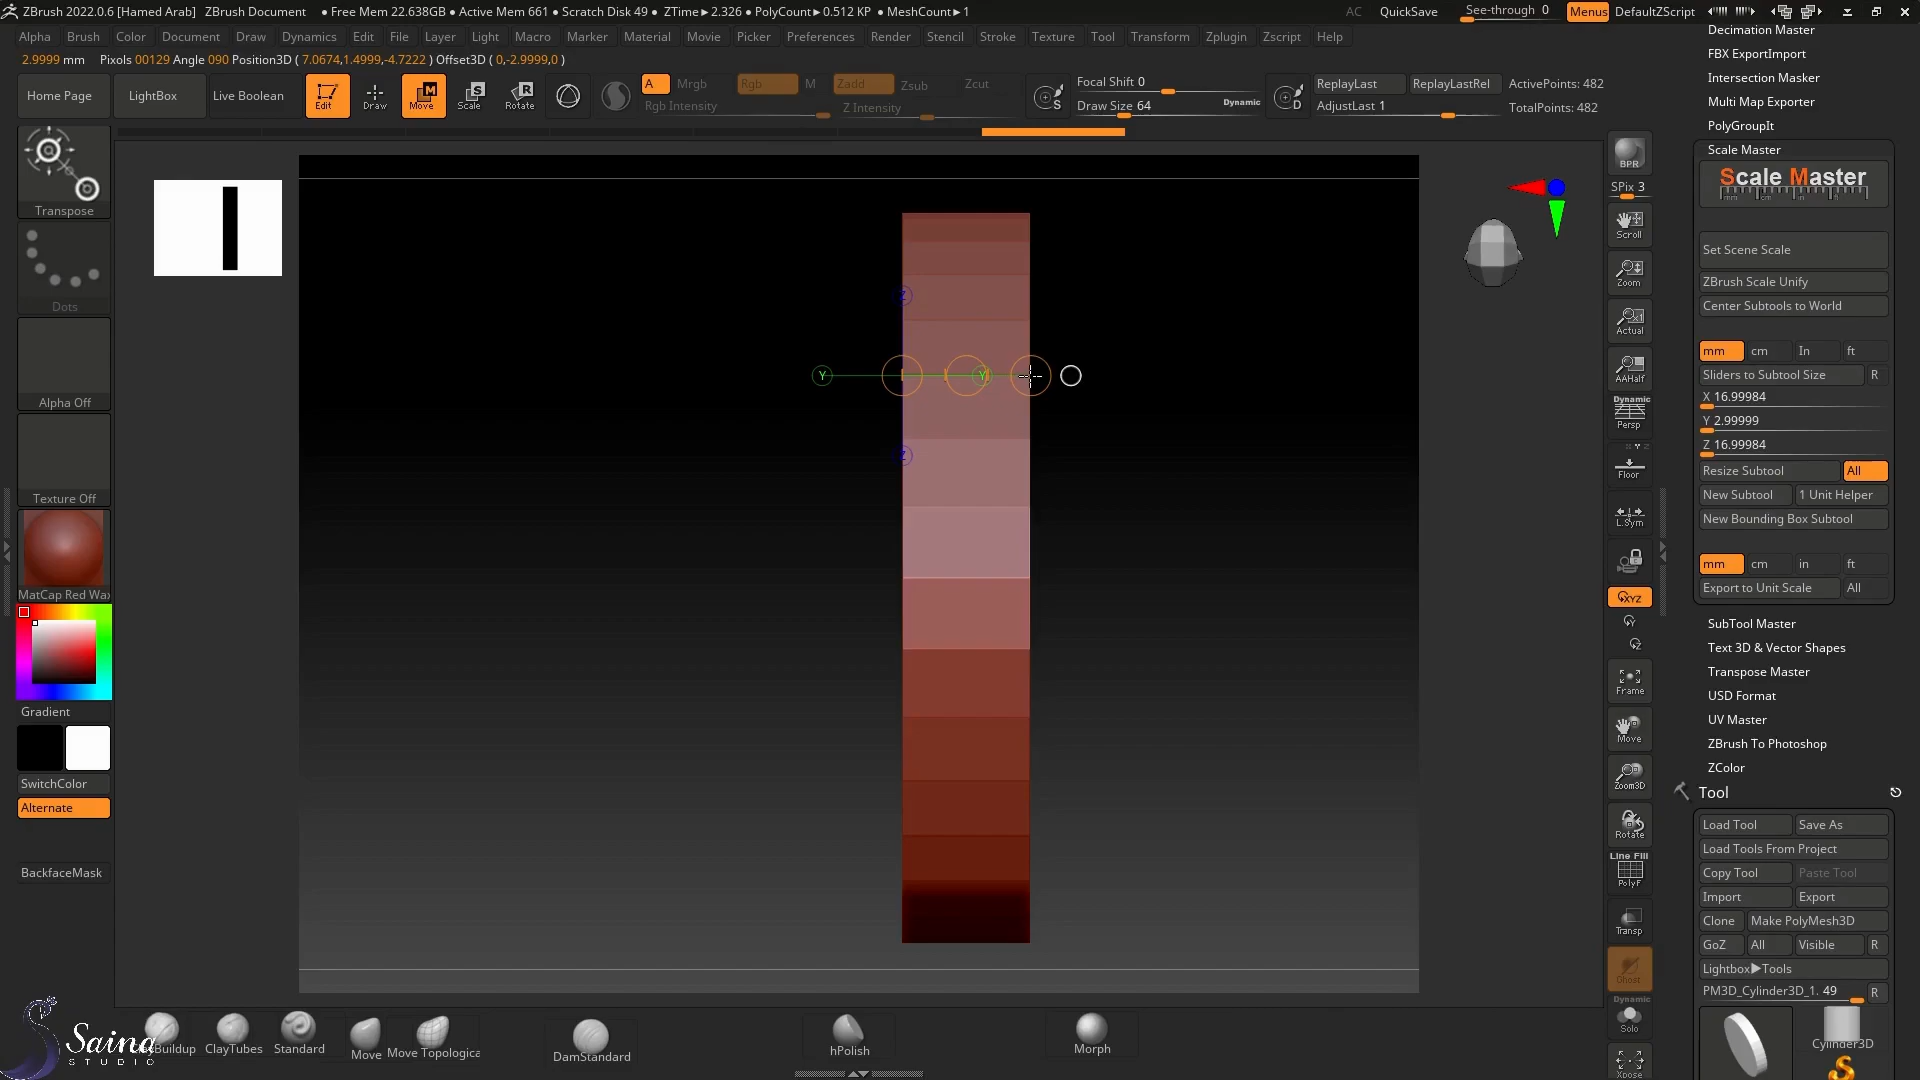 ZBrush 2022.0.6 [Hamed Arab] ZBrush Document • Free Mem 22.638GB • Active Mem 661 • Scratch Disk 49 • ZTime►2.326 • PolyCount►0.512 KP • MeshCount►1 AC QuickSave See-through 0 Menus DefaultZScript
Alpha Brush Color Document Draw Dynamics Edit File Layer Light Macro Marker Material Movie Picker Preferences Render Stencil Stroke Texture Tool Transform Zplugin Zscript Help
2.9999 mm Pixols 00129 Angle 090 Position3D ( 7.0674,1.4999,-4.7222 ) Offset3D ( 0,-2.9999,0 )
Home Page LightBox Live Boolean Edit Draw Move Scale Rotate
A Mrgb Rgb M Zadd Zsub Zcut
Rgb Intensity Z Intensity
Focal Shift 0
Draw Size 64 Dynamic
ReplayLast ReplayLastRel ActivePoints: 482
AdjustLast 1 TotalPoints: 482
Transpose
Dots
Alpha Off
Texture Off
MatCap Red Wax
Gradient
SwitchColor
Alternate
BackfaceMask
Z
Y Y
Z
BPR
SPix 3
Scroll
Zoom
Actual
AAHalf
Dynamic
Persp
Floor
L.Sym
XYZ
Y
Z
Frame
Move
Zoom3D
Rotate
Line Fill
PolyF
Transp
Ghost
Dynamic
Solo
Xpose
Decimation Master
FBX ExportImport
Intersection Masker
Multi Map Exporter
PolyGroupIt
Scale Master
Scale Master
mm cm in ft
Set Scene Scale
ZBrush Scale Unify
Center Subtools to World
mm cm In ft
Sliders to Subtool Size R
X 16.99984
Y 2.99999
Z 16.99984
Resize Subtool All
New Subtool 1 Unit Helper
New Bounding Box Subtool
mm cm in ft
Export to Unit Scale All
SubTool Master
Text 3D & Vector Shapes
Transpose Master
USD Format
UV Master
ZBrush To Photoshop
ZColor
Tool
Load Tool Save As
Load Tools From Project
Copy Tool Paste Tool
Import Export
Clone Make PolyMesh3D
GoZ All Visible R
Lightbox►Tools
PM3D_Cylinder3D_1. 49 R
Cylinder3D
ClayTubes Standard Move Move Topologica DamStandard hPolish Morph
Saina
STUDIO